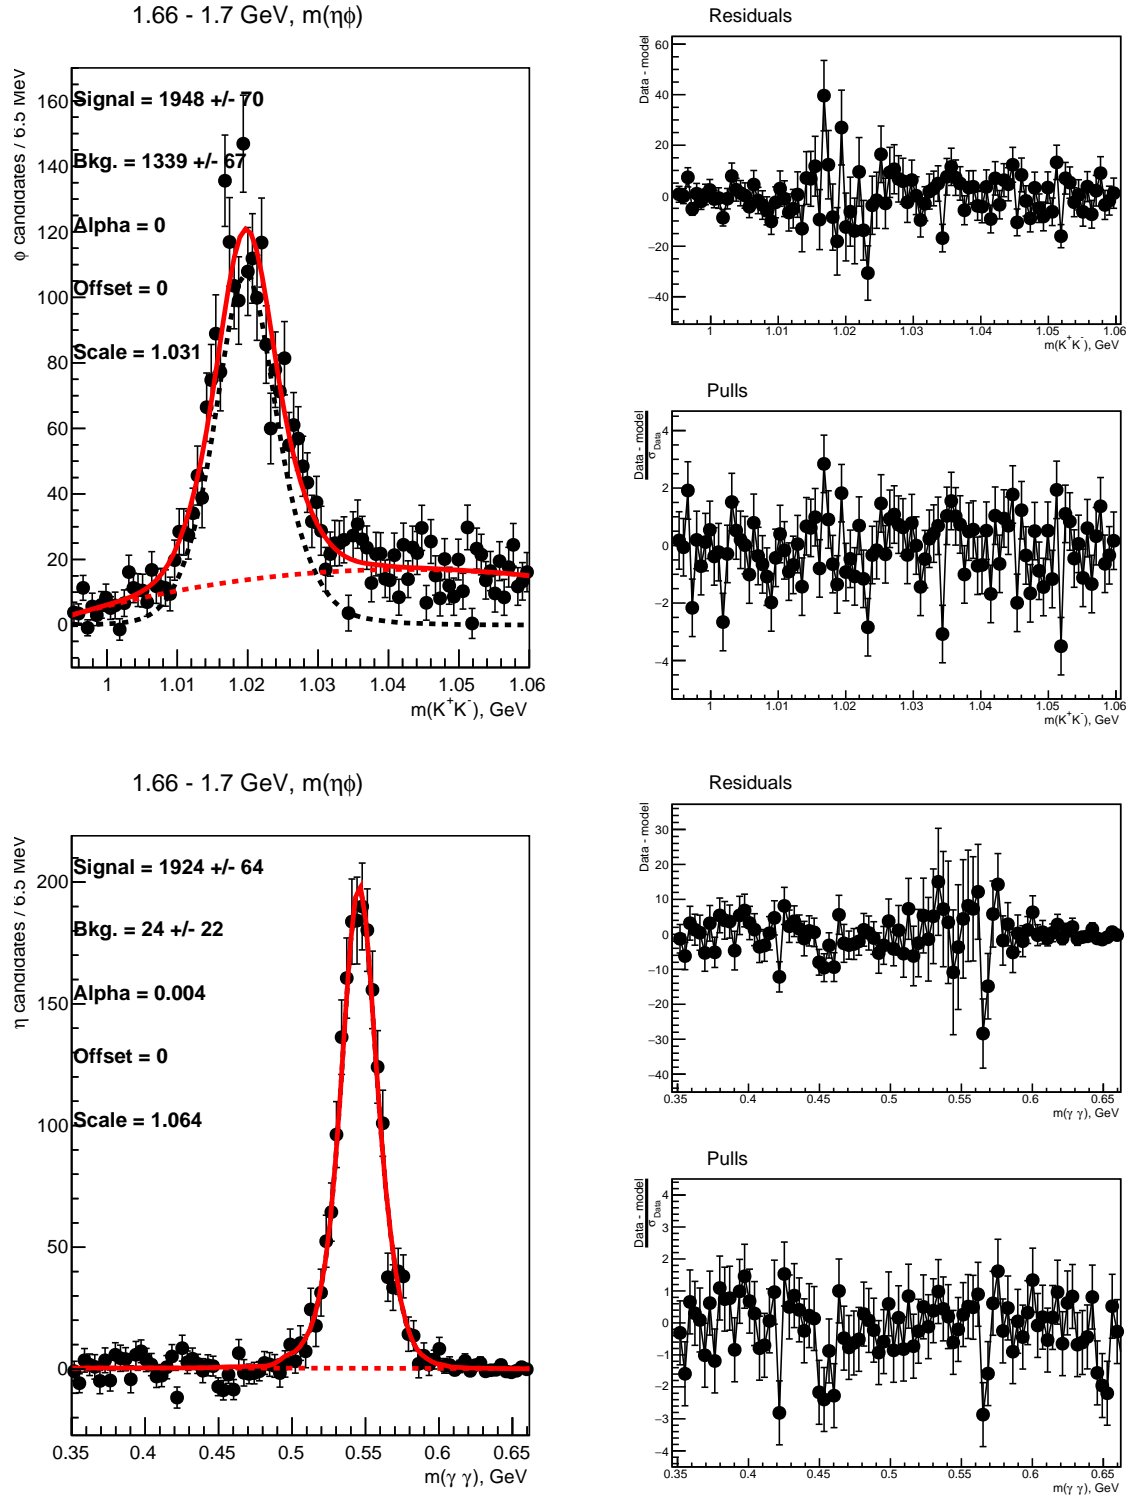 1.66 - 1.7 GeV, m(ηφ)
φ candidates / 6.5 MeV
160
140
120
100
80
60
40
20
0
Signal = 1948 +/- 70
Bkg. = 1339 +/- 67
Alpha = 0
Offset = 0
Scale = 1.031
1 1.01 1.02 1.03 1.04 1.05 1.06
m(K⁺K⁻), GeV
Residuals
Data - model
60
40
20
0
−20
−40
1 1.01 1.02 1.03 1.04 1.05 1.06
m(K⁺K⁻), GeV
Pulls
Data - model
σ Data
4
2
0
−2
−4
1 1.01 1.02 1.03 1.04 1.05 1.06
m(K⁺K⁻), GeV
1.66 - 1.7 GeV, m(ηφ)
η candidates / 6.5 MeV
200
150
100
50
0
Signal = 1924 +/- 64
Bkg. = 24 +/- 22
Alpha = 0.004
Offset = 0
Scale = 1.064
0.35 0.4 0.45 0.5 0.55 0.6 0.65
m(γ γ), GeV
Residuals
Data - model
30
20
10
0
−10
−20
−30
−40
0.35 0.4 0.45 0.5 0.55 0.6 0.65
m(γ γ), GeV
Pulls
Data - model
σ Data
4
3
2
1
0
−1
−2
−3
−4
0.35 0.4 0.45 0.5 0.55 0.6 0.65
m(γ γ), GeV